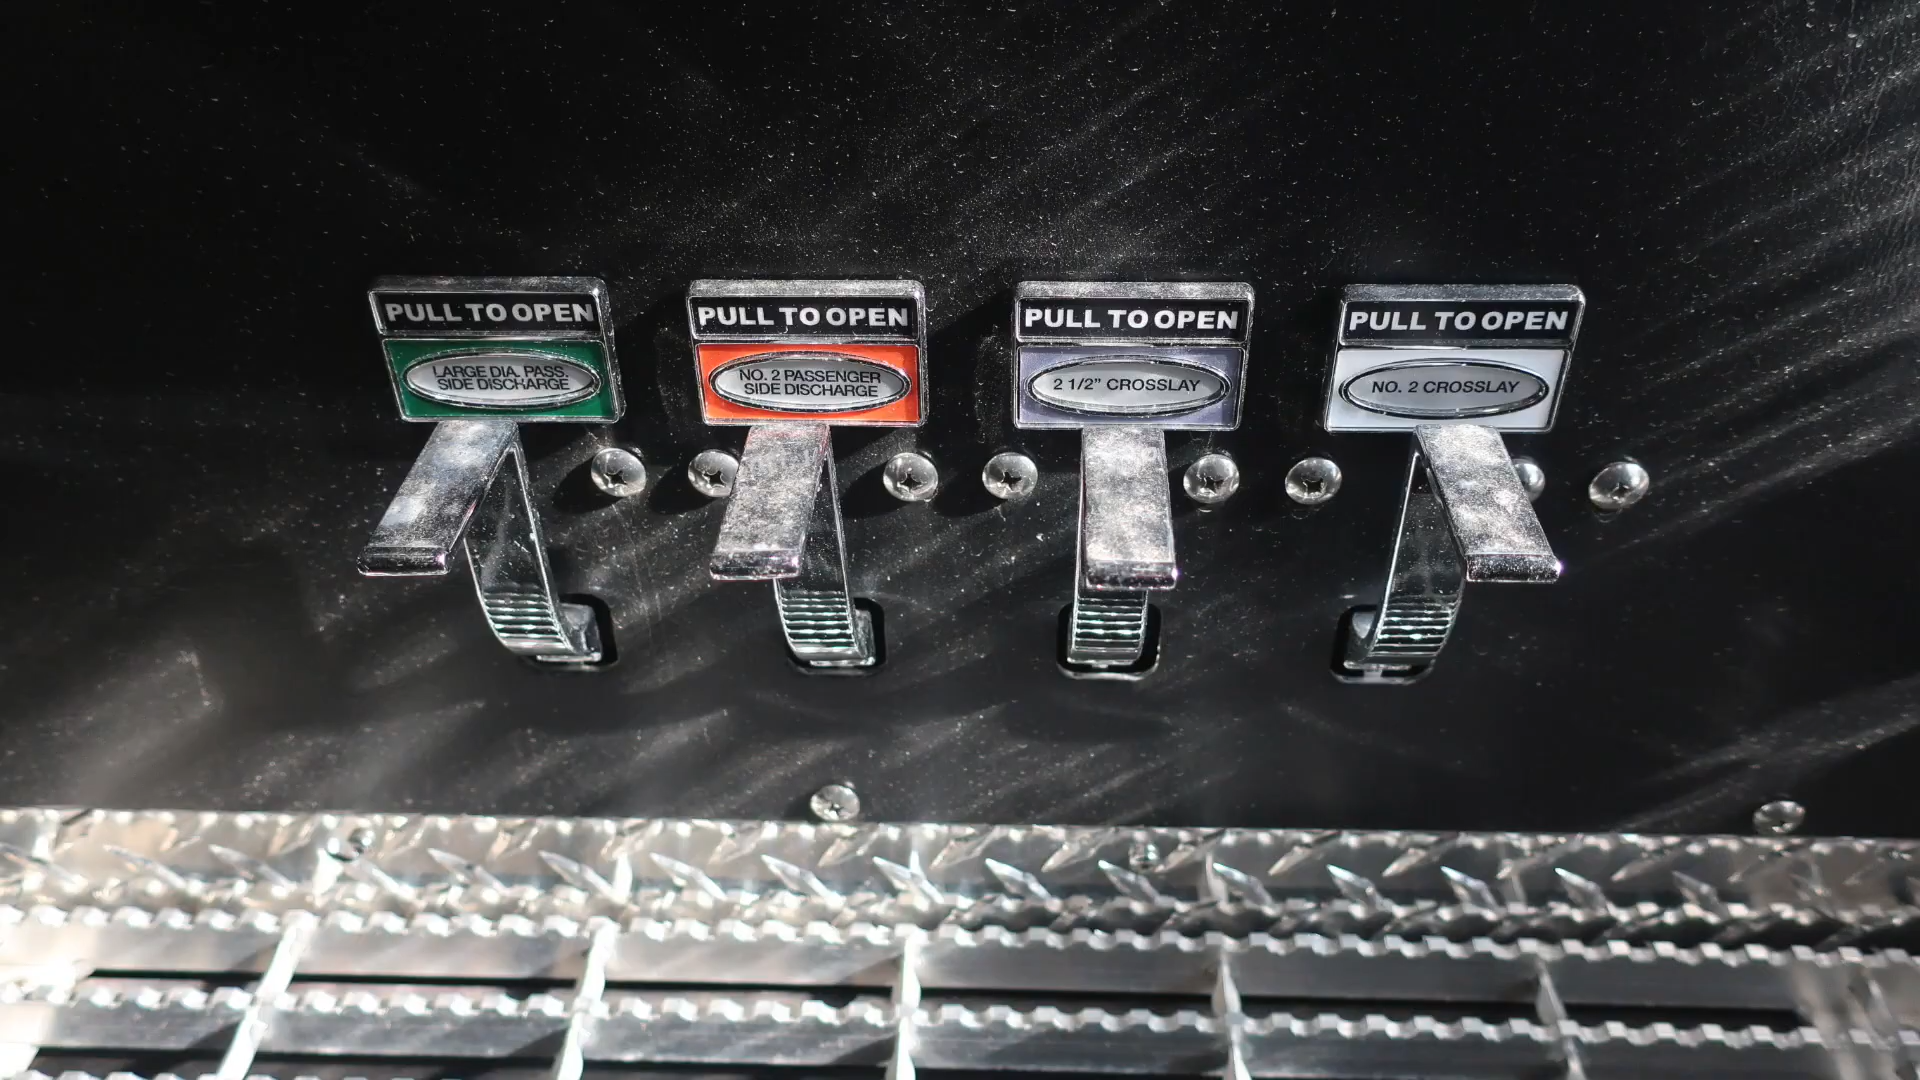 PULL TO OPEN
LARGE DIA. PASS.
SIDE DISCHARGE
PULL TO OPEN
NO. 2 PASSENGER
SIDE DISCHARGE
PULL TO OPEN
2 1/2” CROSSLAY
PULL TO OPEN
NO. 2 CROSSLAY